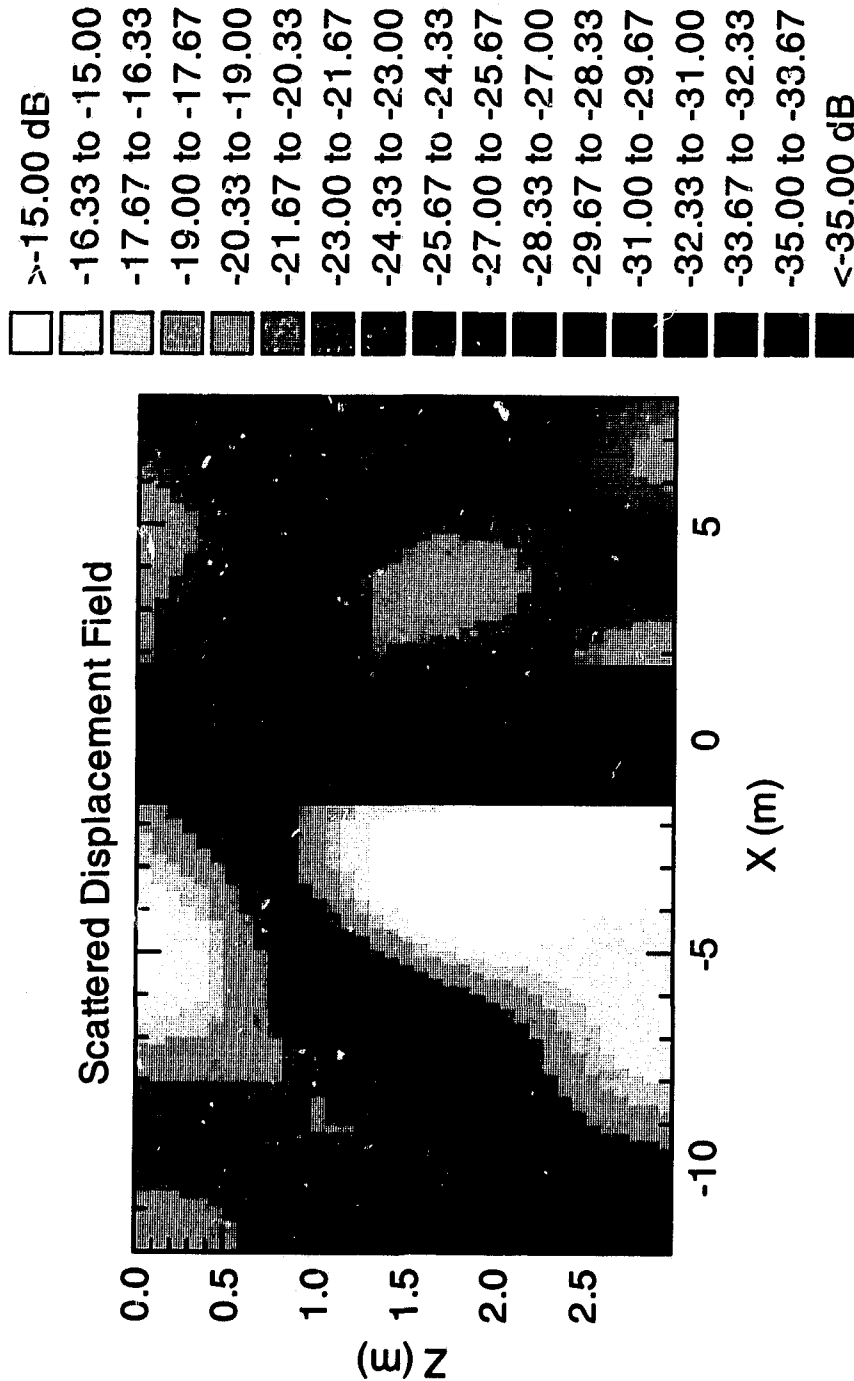 Scattered Displacement Field
0.0
0.5
1.0
1.5
2.0
2.5
Z (m)
-10
-5
0
5
X (m)
>-15.00 dB
-16.33 to -15.00
-17.67 to -16.33
-19.00 to -17.67
-20.33 to -19.00
-21.67 to -20.33
-23.00 to -21.67
-24.33 to -23.00
-25.67 to -24.33
-27.00 to -25.67
-28.33 to -27.00
-29.67 to -28.33
-31.00 to -29.67
-32.33 to -31.00
-33.67 to -32.33
-35.00 to -33.67
<-35.00 dB